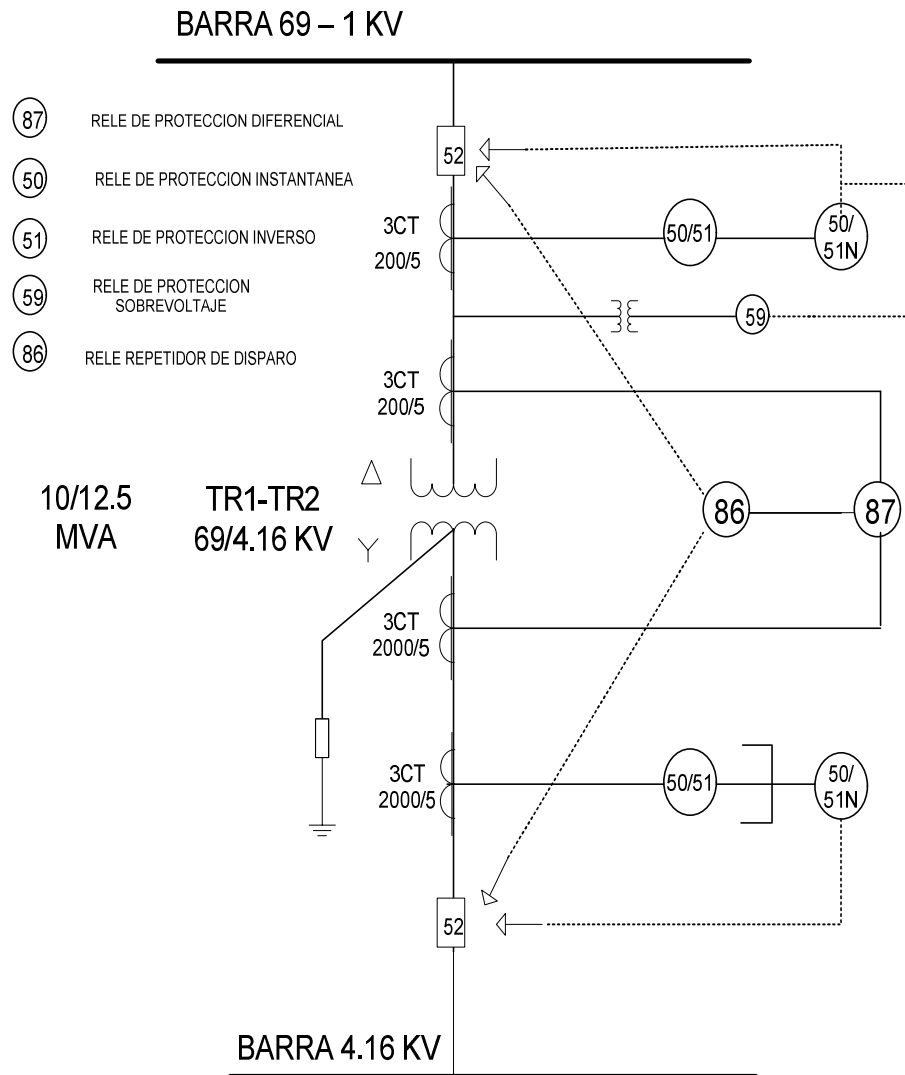 BARRA 69 – 1 KV
87 RELE DE PROTECCION DIFERENCIAL
50 RELE DE PROTECCION INSTANTANEA
51 RELE DE PROTECCION INVERSO
59 RELE DE PROTECCION
SOBREVOLTAJE
86 RELE REPETIDOR DE DISPARO
52
3CT
200/5
50/51
50/
51N
59
3CT
200/5
10/12.5
MVA
TR1-TR2
69/4.16 KV
86
87
3CT
2000/5
3CT
2000/5
50/51
50/
51N
52
BARRA 4.16 KV